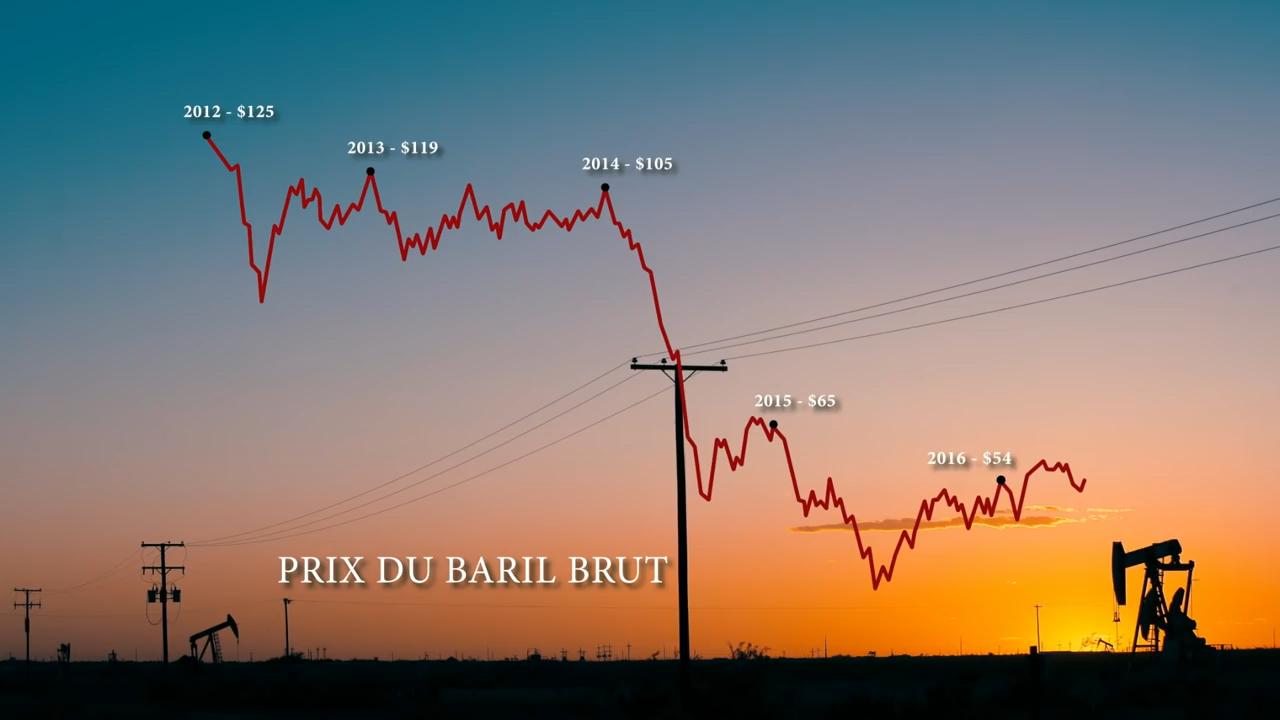 2012 - $125
2013 - $119
2014 - $105
2015 - $65
2016 - $54
PRIX DU BARIL BRUT